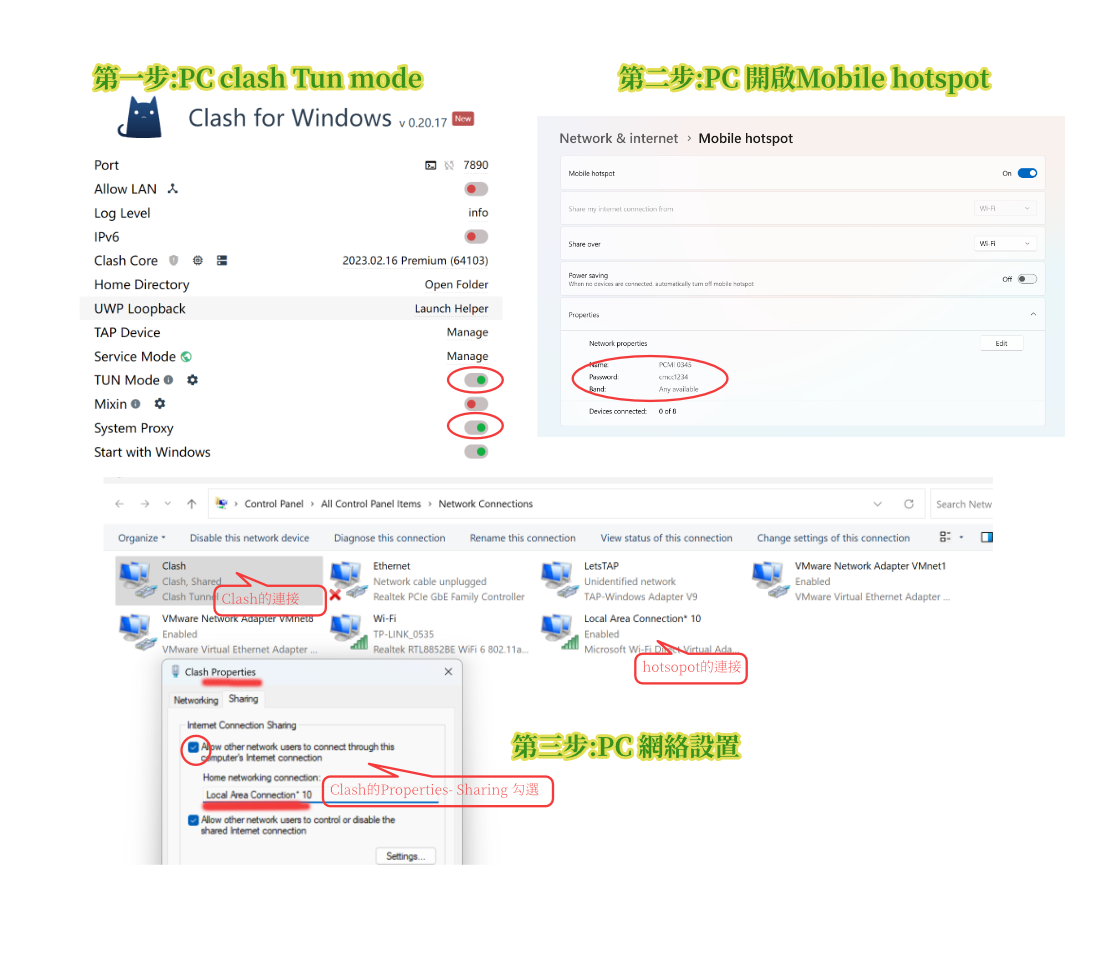 第一步:PC clash Tun mode
Clash for Windows v 0.20.17 New
Port 7890
Allow LAN
Log Level info
IPv6
Clash Core 2023.02.16 Premium (64103)
Home Directory Open Folder
UWP Loopback Launch Helper
TAP Device Manage
Service Mode Manage
TUN Mode
Mixin
System Proxy
Start with Windows
第二步:PC 開啟Mobile hotspot
Network & internet › Mobile hotspot
Mobile hotspot On
Share my internet connection from Wi-Fi
Share over Wi-Fi
Power saving Off
When no devices are connected, automatically turn off mobile hotspot
Properties
Network properties Edit
Name: PCMI 0345
Password: cmcc1234
Band: Any available
Devices connected: 0 of 8
Control Panel › All Control Panel Items › Network Connections Search Netw
Organize Disable this network device Diagnose this connection Rename this connection View status of this connection Change settings of this connection
Clash
Clash, Shared
Clash Tunnel
Clash的連接
Ethernet
Network cable unplugged
Realtek PCIe GbE Family Controller
LetsTAP
Unidentified network
TAP-Windows Adapter V9
VMware Network Adapter VMnet1
Enabled
VMware Virtual Ethernet Adapter ...
VMware Network Adapter VMnet8
Enabled
VMware Virtual Ethernet Adapter ...
Wi-Fi
TP-LINK_0535
Realtek RTL8852BE WiFi 6 802.11a...
Local Area Connection* 10
Enabled
Microsoft Wi-Fi Direct Virtual Ada...
hotsopot的連接
Clash Properties
Networking Sharing
Internet Connection Sharing
Allow other network users to connect through this
computer's Internet connection
Home networking connection:
Local Area Connection* 10
Clash的Properties- Sharing 勾選
Allow other network users to control or disable the
shared Internet connection
Settings...
第三步:PC 網絡設置